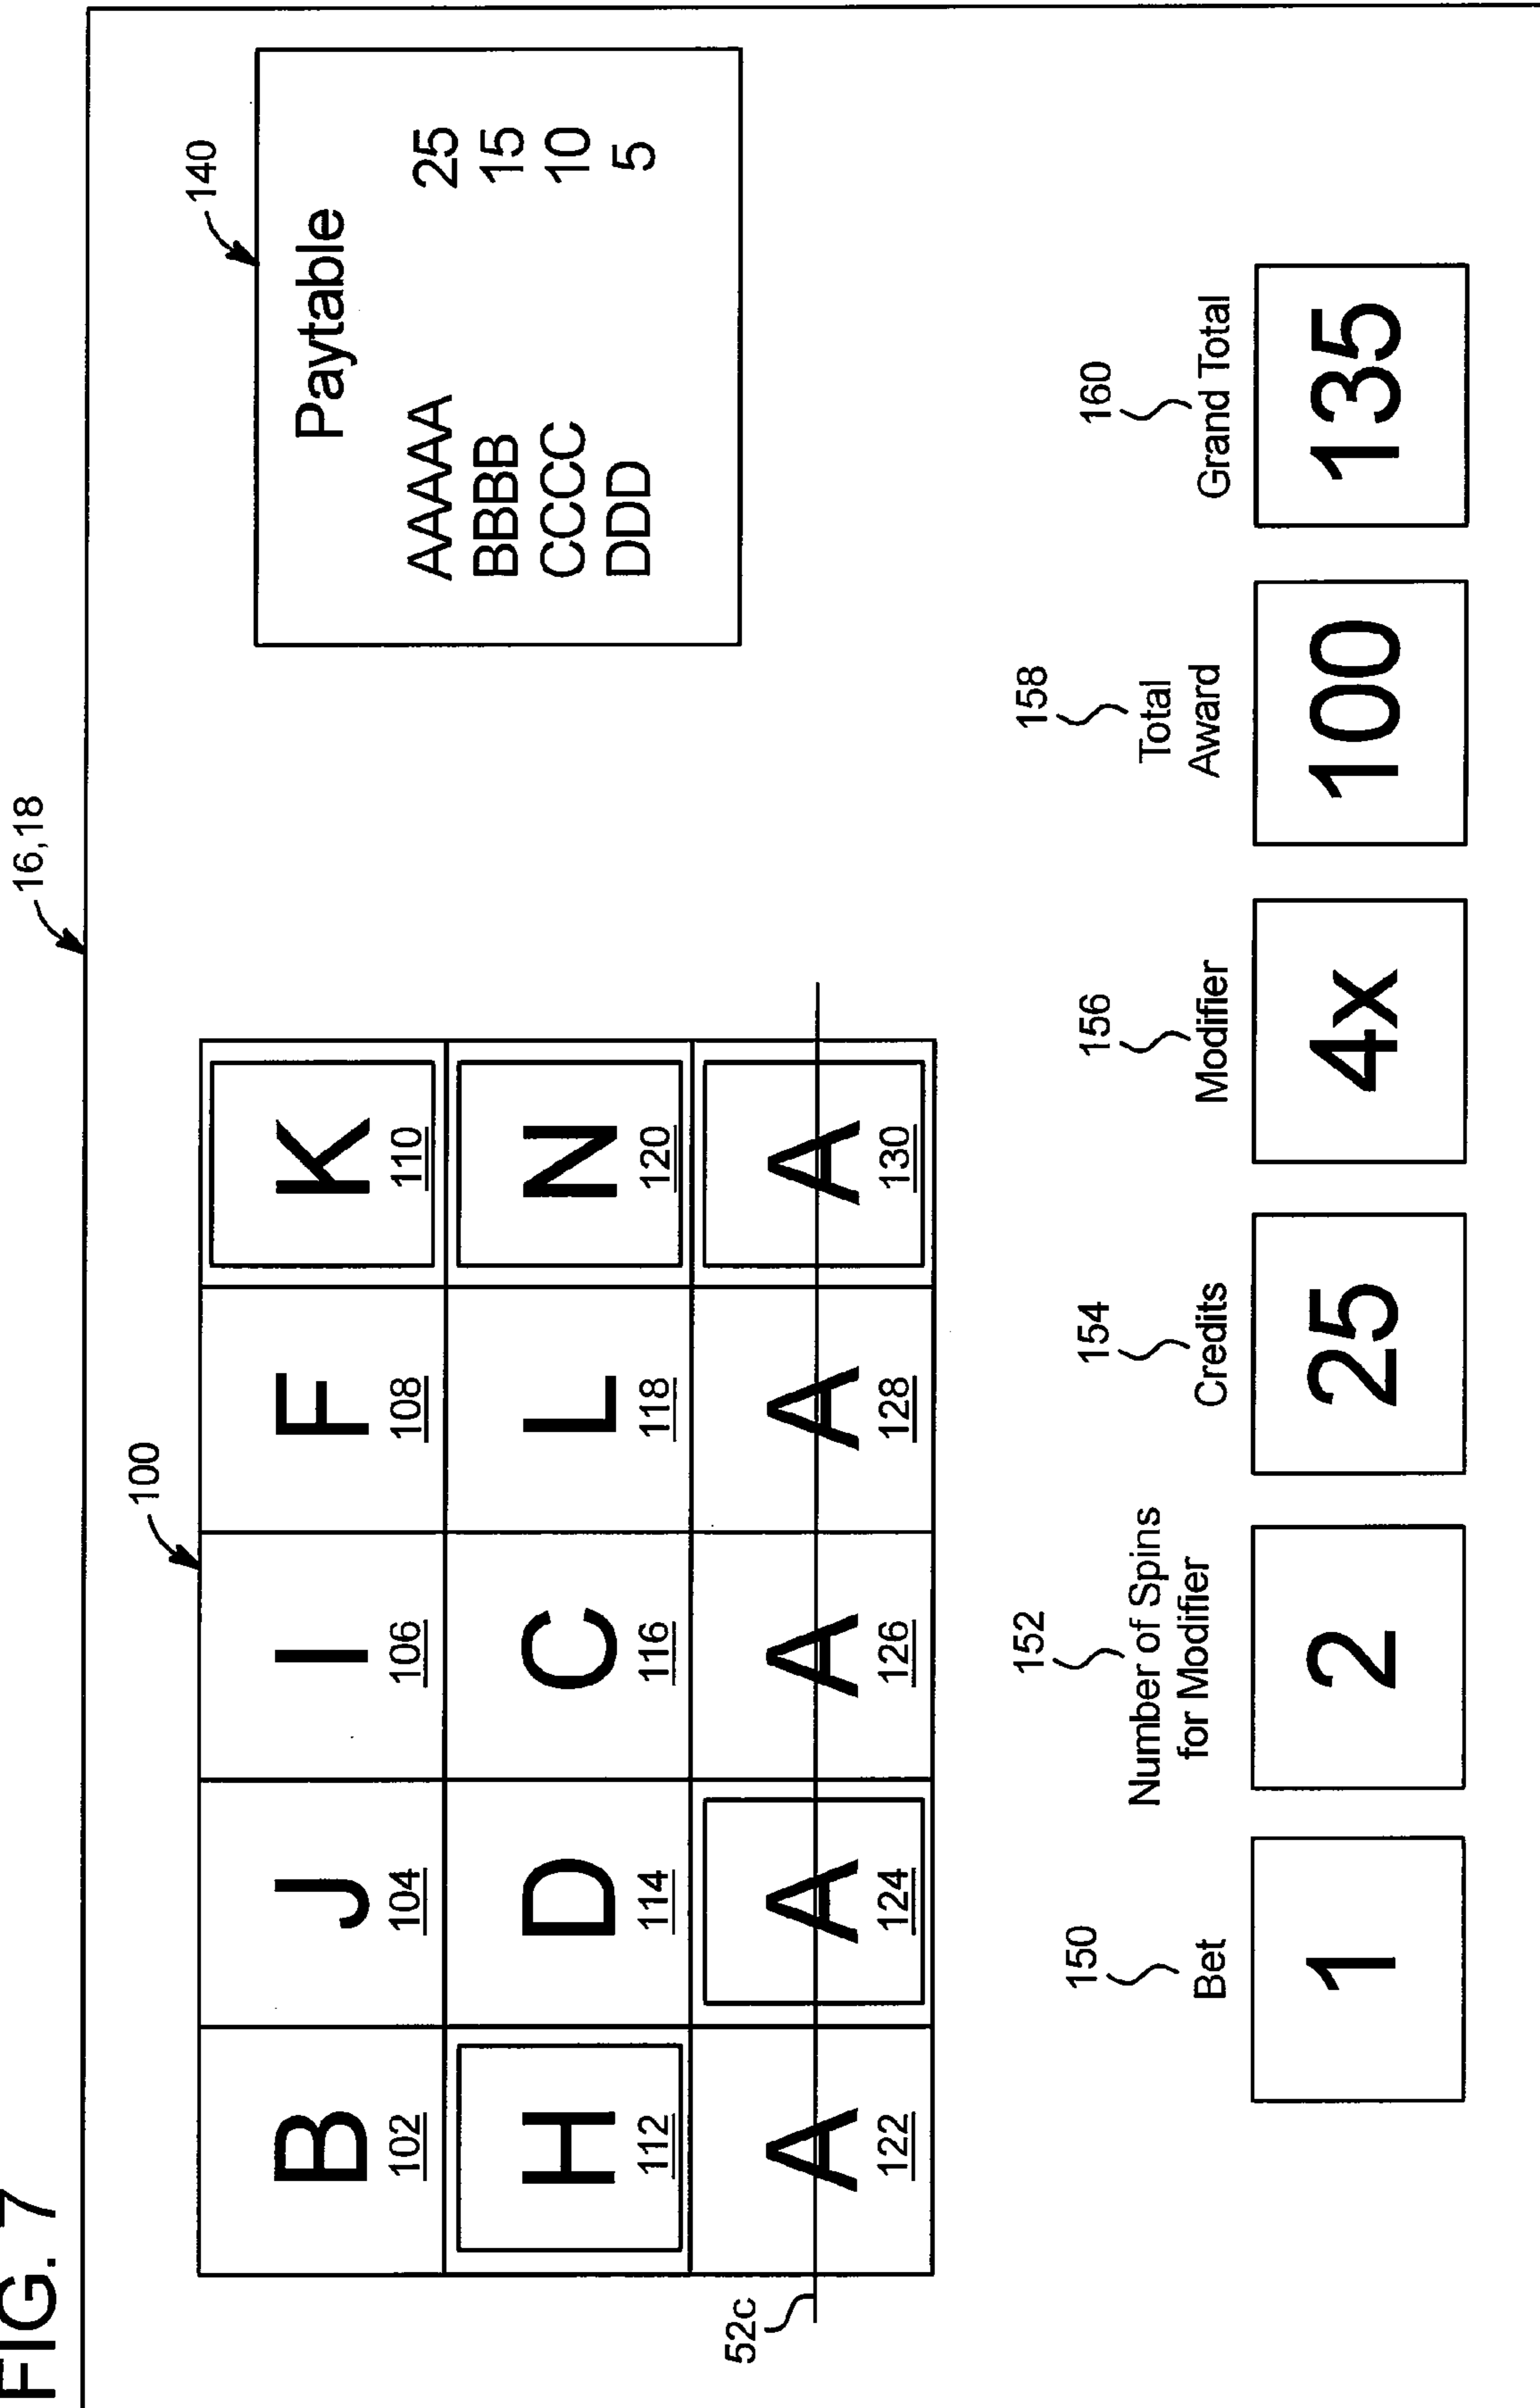 FIG. 7
16,18
100
B J I F K
102 104 106 108 110
H D C L N
112 114 116 118 120
A A A A A
122 124 126 128 130
52c
140
Paytable
AAAAA 25
BBBB 15
CCCC 10
DDD 5
150
Bet
1
152
Number of Spins
for Modifier
2
154
Credits
25
156
Modifier
4x
158
Total
Award
100
160
Grand Total
135